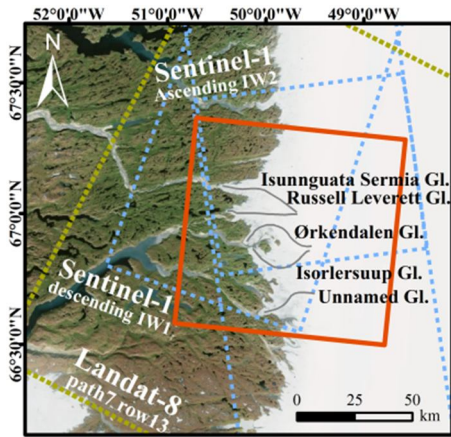 52°0'0"W 51°0'0"W 50°0'0"W 49°0'0"W
N
67°30'0"N
67°0'0"N
66°30'0"N
Sentinel-1
Ascending IW2
Isunnguata Sermia Gl.
Russell Leverett Gl.
Ørkendalen Gl.
Isorlersuup Gl.
Unnamed Gl.
Sentinel-1
descending IW1
Landat-8
path7 row13
0 25 50
km